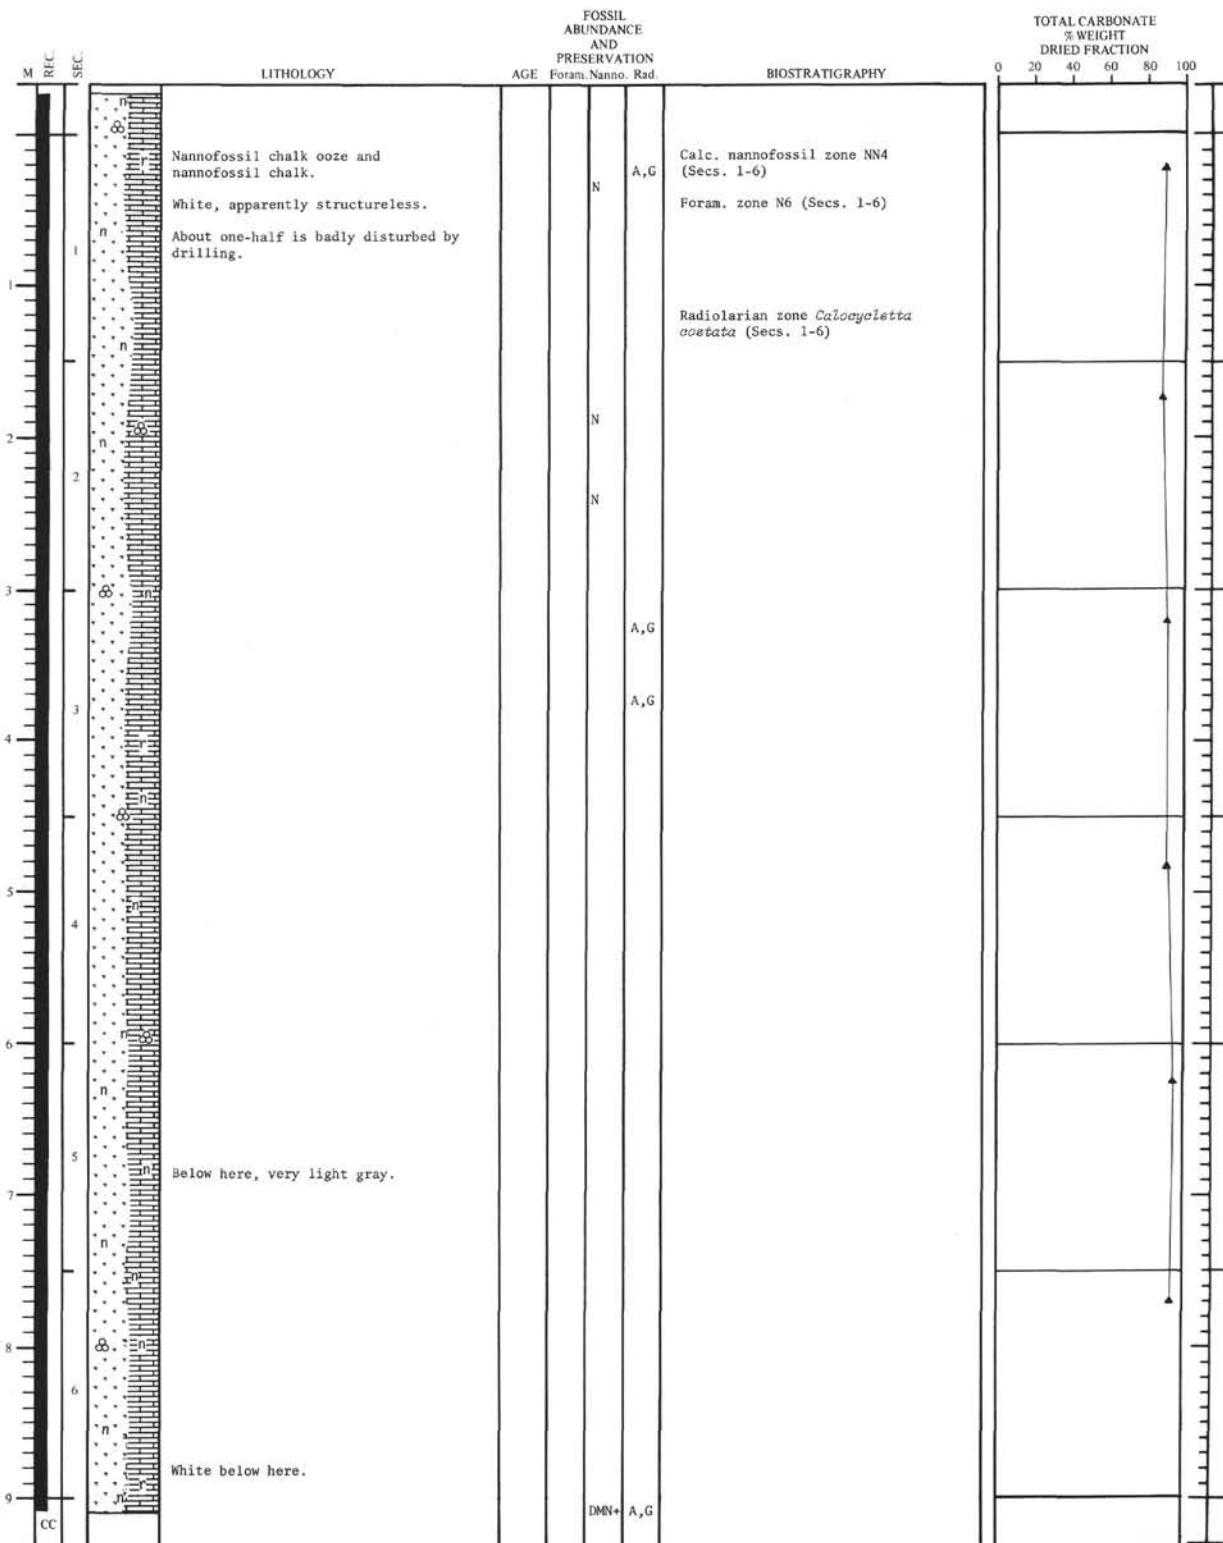 FOSSIL
ABUNDANCE
AND
PRESERVATION
TOTAL CARBONATE
% WEIGHT
DRIED FRACTION
M REC. SEC. LITHOLOGY AGE Foram. Nanno. Rad. BIOSTRATIGRAPHY 0 20 40 60 80 100
n
r
Nannofossil chalk ooze and
nannofossil chalk.
White, apparently structureless.
About one-half is badly disturbed by
drilling.
N
A,G
Calc. nannofossil zone NN4
(Secs. 1-6)
Foram. zone N6 (Secs. 1-6)
n
1
1
Radiolarian zone Calocycletta
costata (Secs. 1-6)
n
N
2
n
2
N
3
n
A,G
A,G
3
4
r
n
5
n
4
n
6
n
5
n
Below here, very light gray.
7
n
n
8
n
6
n
White below here.
r
9
n
CC
DMN+ A,G